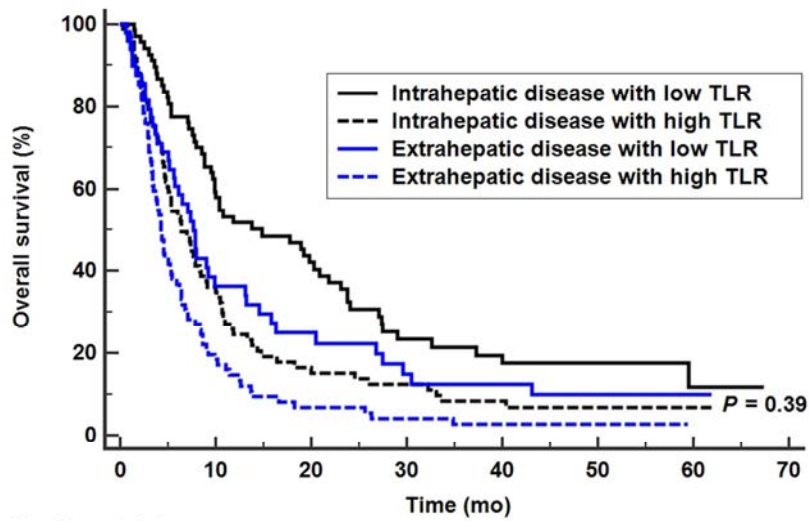 Overall survival (%)
100
80
60
40
20
0
Intrahepatic disease with low TLR
Intrahepatic disease with high TLR
Extrahepatic disease with low TLR
Extrahepatic disease with high TLR
P = 0.39
0 10 20 30 40 50 60 70
Time (mo)